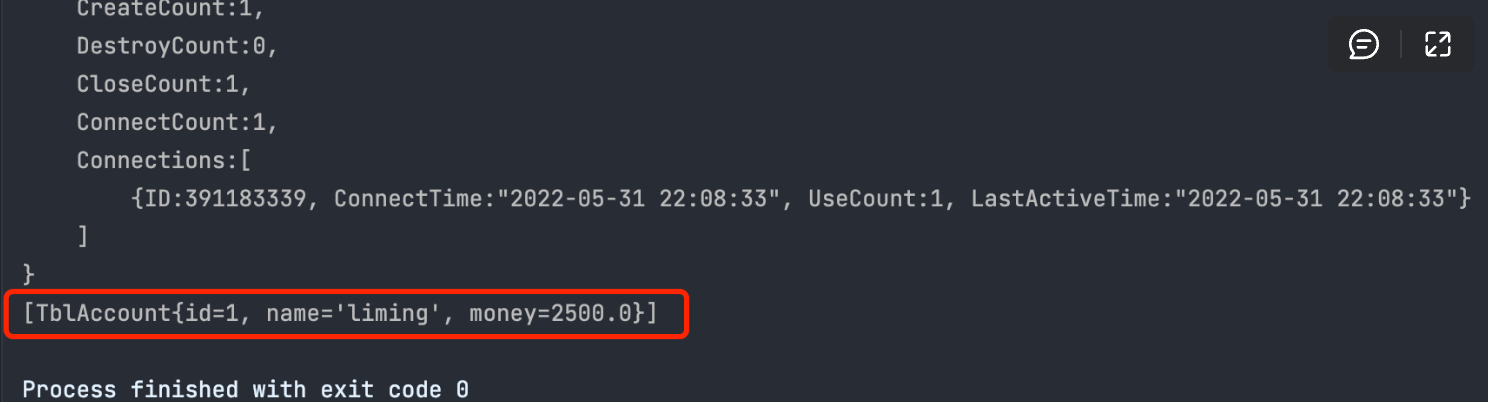 CreateCount:1,
DestroyCount:0,
CloseCount:1,
ConnectCount:1,
Connections:[
{ID:391183339, ConnectTime:"2022-05-31 22:08:33", UseCount:1, LastActiveTime:"2022-05-31 22:08:33"}
]
}
[TblAccount{id=1, name='liming', money=2500.0}]
Process finished with exit code 0